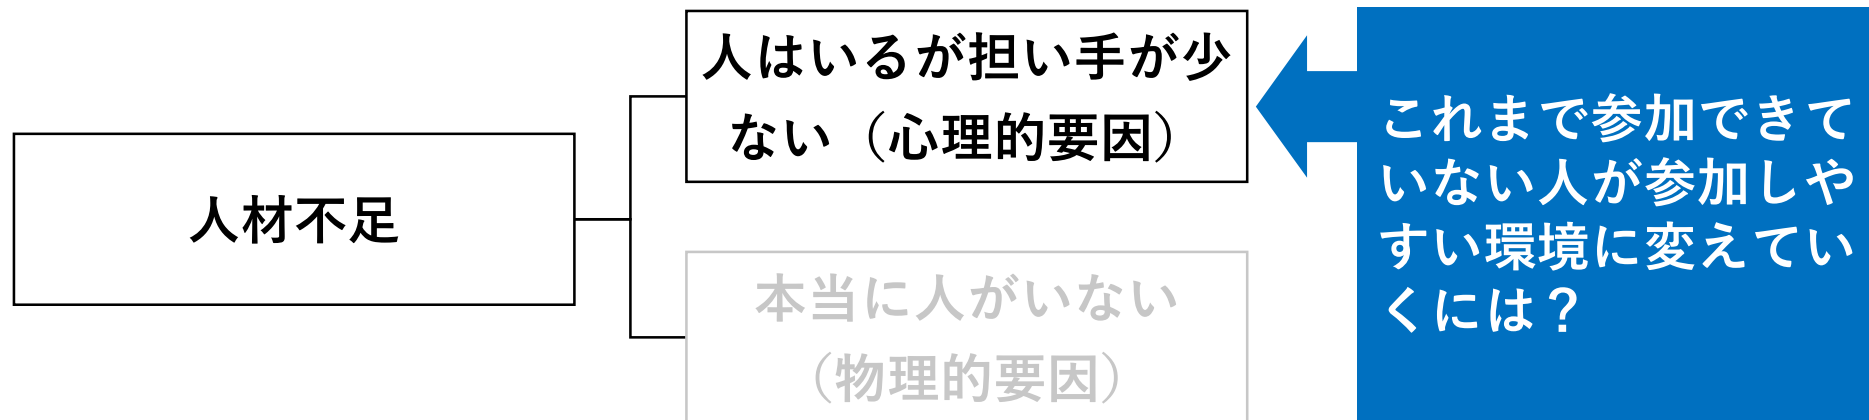 人材不足
人はいるが担い手が少
ない（心理的要因）
本当に人がいない
（物理的要因）
これまで参加できて
いない人が参加しや
すい環境に変えてい
くには？